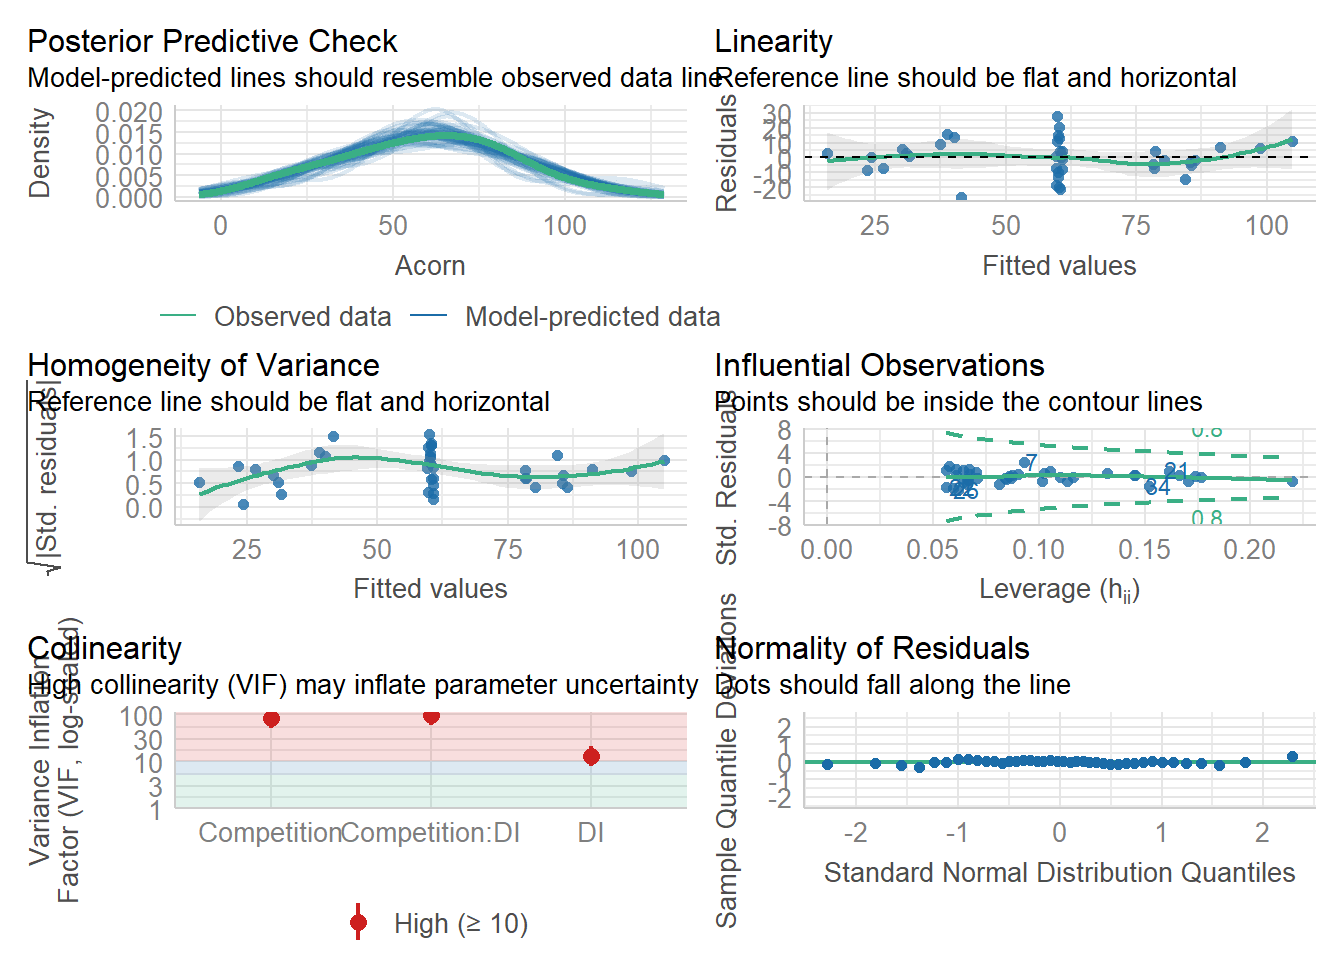 Posterior Predictive Check
Model-predicted lines should resemble observed data line
Density
0.020
0.015
0.010
0.005
0.000
0
50
100
Acorn
Observed data
Model-predicted data
Linearity
Reference line should be flat and horizontal
Residuals
30
20
10
0
-10
-20
25
50
75
100
Fitted values
Homogeneity of Variance
Reference line should be flat and horizontal
√|Std. residuals|
1.5
1.0
0.5
0.0
25
50
75
100
Fitted values
Influential Observations
Points should be inside the contour lines
Std. Residuals
8
4
0
-4
-8
0.8
0.8
7
21
34
0.00
0.05
0.10
0.15
0.20
Leverage (hii)
Collinearity
High collinearity (VIF) may inflate parameter uncertainty
Variance Inflation
Factor (VIF, log-scaled)
100
30
10
3
1
Competition
Competition:DI
DI
High (≥ 10)
Normality of Residuals
Dots should fall along the line
Sample Quantile Deviations
2
1
0
-1
-2
-2
-1
0
1
2
Standard Normal Distribution Quantiles